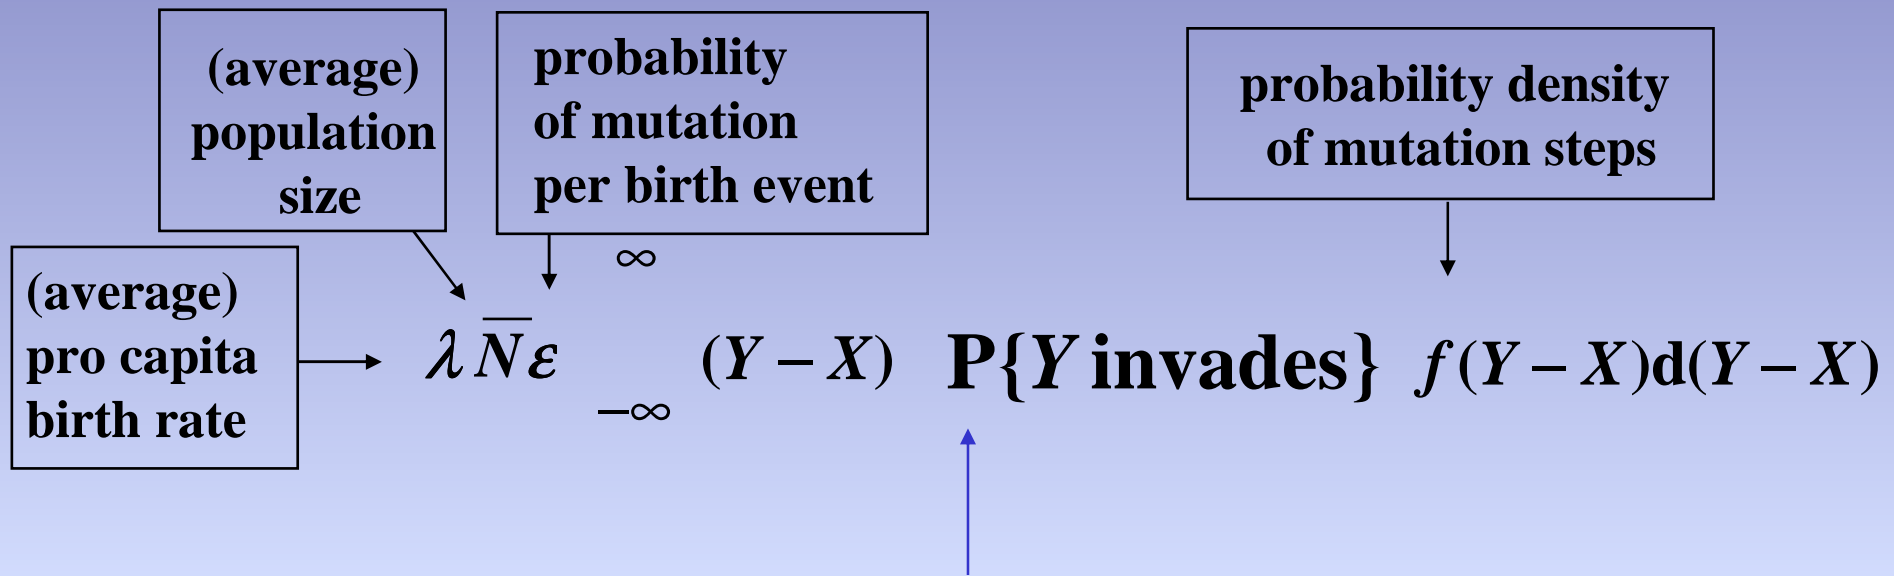 (average)
population
size
probability
of mutation
per birth event
probability density
of mutation steps
(average)
pro capita
birth rate
∞
λ N̅ ε (Y − X) P{Y invades} f(Y − X)d(Y − X)
−∞